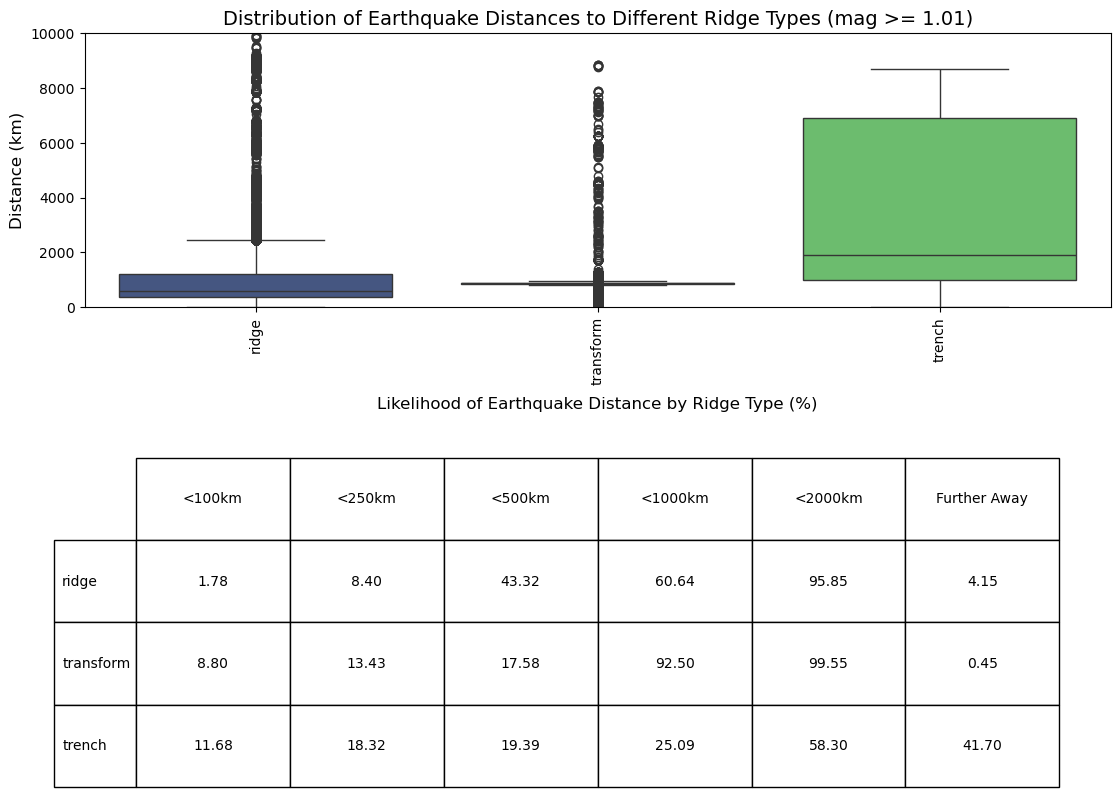 Distribution of Earthquake Distances to Different Ridge Types (mag >= 1.01)
Distance (km)
10000
8000
6000
4000
2000
0
ridge
transform
trench
Likelihood of Earthquake Distance by Ridge Type (%)
<100km <250km <500km <1000km <2000km Further Away
ridge 1.78 8.40 43.32 60.64 95.85 4.15
transform 8.80 13.43 17.58 92.50 99.55 0.45
trench 11.68 18.32 19.39 25.09 58.30 41.70